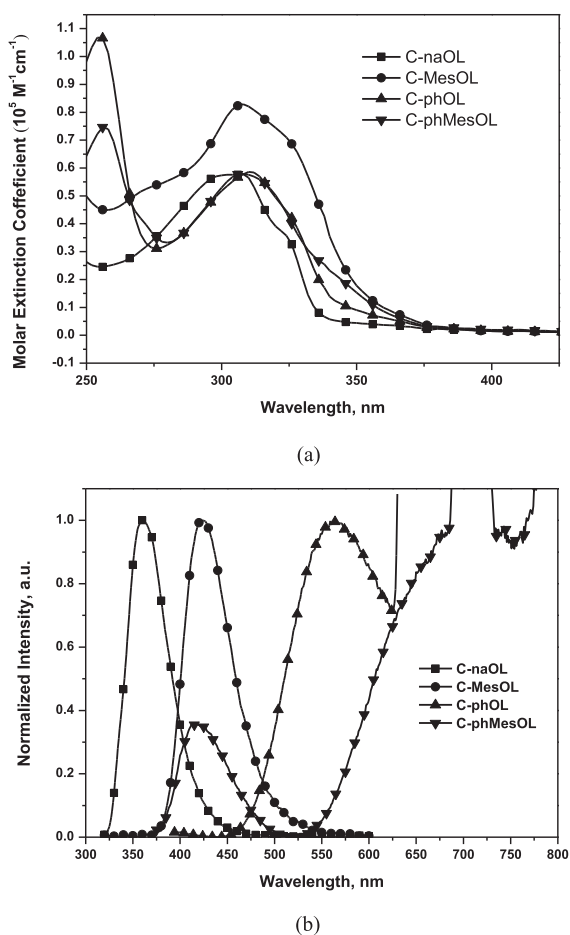 1.1
1.0
0.9
0.8
0.7
0.6
0.5
0.4
0.3
0.2
0.1
0.0
-0.1
Molar Extinction Coffeficient (10⁵ M⁻¹cm⁻¹)
C-naOL
C-MesOL
C-phOL
C-phMesOL
250 300 350 400
Wavelength, nm
(a)
1.0
0.8
0.6
0.4
0.2
0.0
Normalized Intensity, a.u.
C-naOL
C-MesOL
C-phOL
C-phMesOL
300 350 400 450 500 550 600 650 700 750 800
Wavelength, nm
(b)